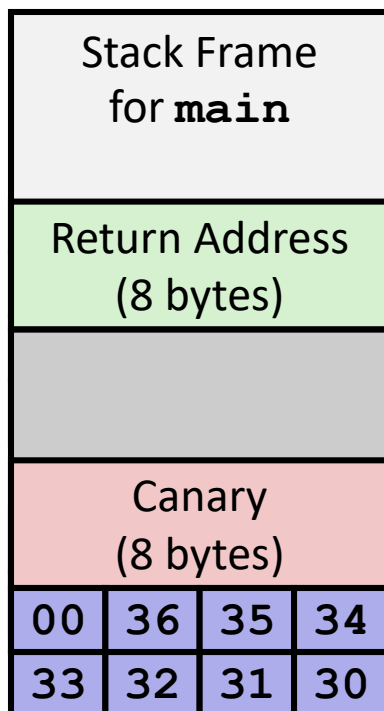 Stack Frame
for main
Return Address
(8 bytes)
Canary
(8 bytes)
00 36 35 34
33 32 31 30